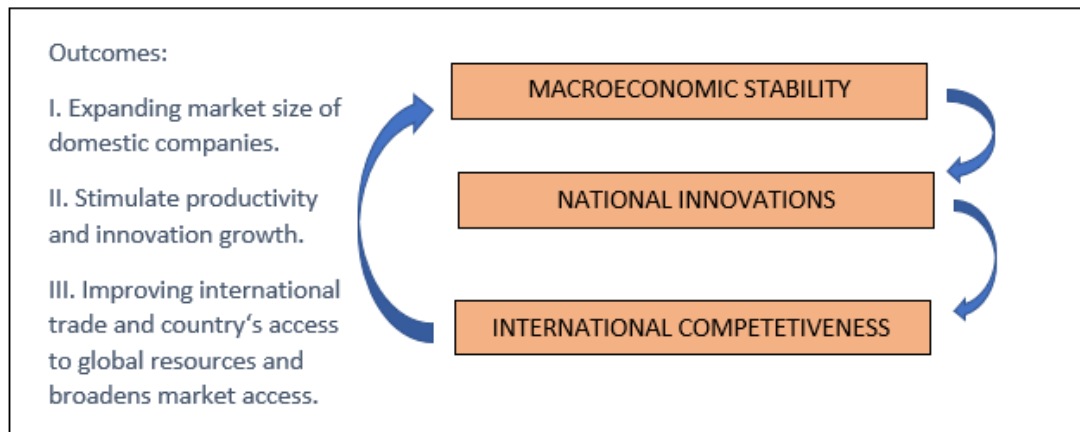 Outcomes:
I. Expanding market size of
domestic companies.
II. Stimulate productivity
and innovation growth.
III. Improving international
trade and country‘s access
to global resources and
broadens market access.
MACROECONOMIC STABILITY
NATIONAL INNOVATIONS
INTERNATIONAL COMPETETIVENESS